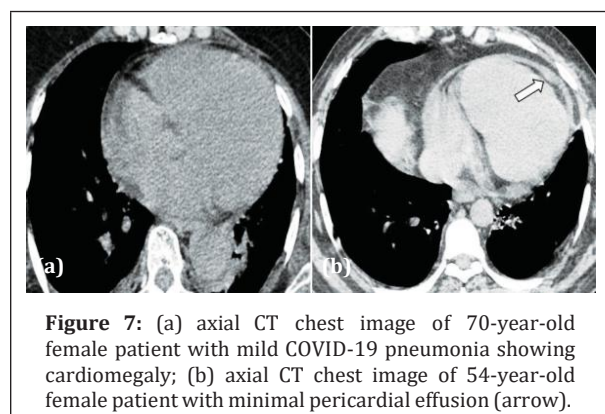 (a)
(b)
Figure 7: (a) axial CT chest image of 70-year-old
female patient with mild COVID-19 pneumonia showing
cardiomegaly; (b) axial CT chest image of 54-year-old
female patient with minimal pericardial effusion (arrow).